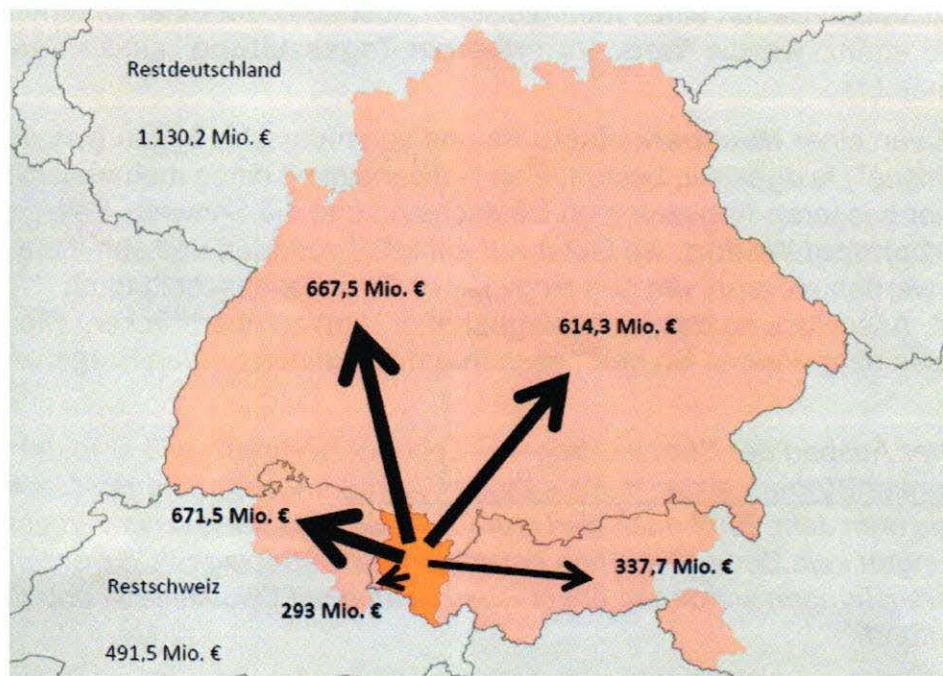 Restdeutschland
1.130,2 Mio. €
667,5 Mio. €
614,3 Mio. €
671,5 Mio. €
337,7 Mio. €
Restschweiz
293 Mio. €
491,5 Mio. €